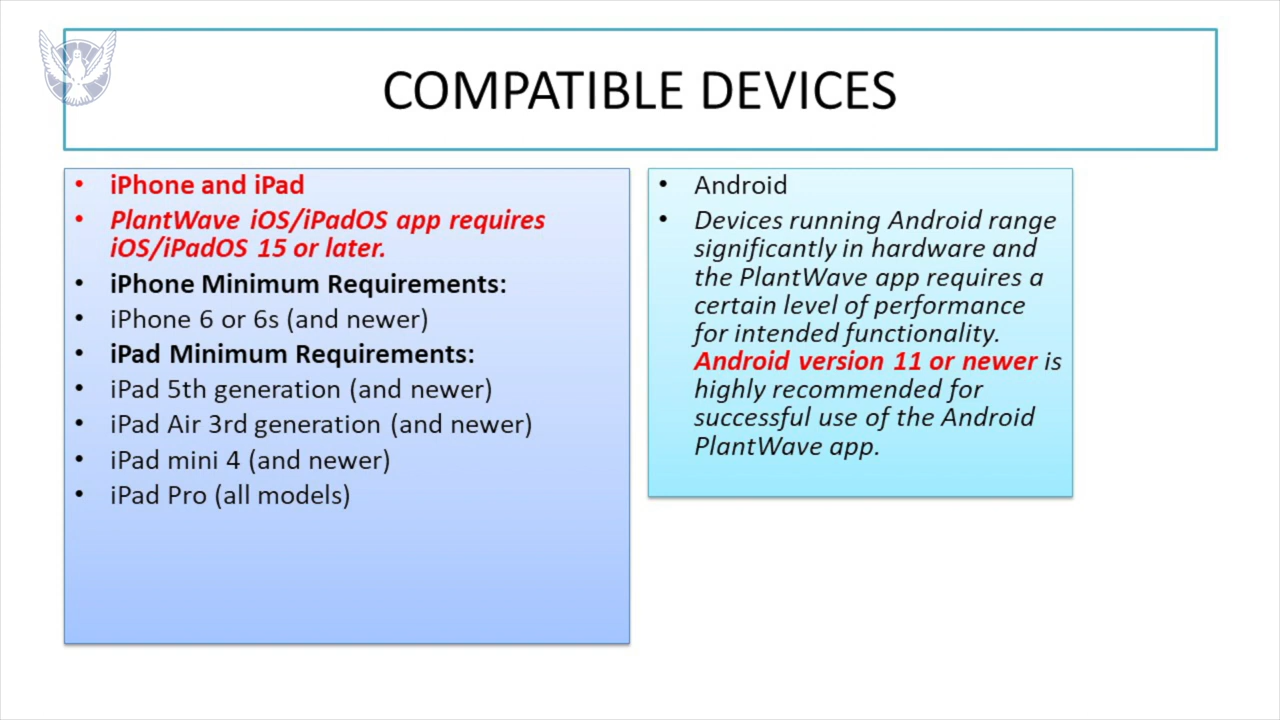 COMPATIBLE DEVICES
• iPhone and iPad
• PlantWave iOS/iPadOS app requires
iOS/iPadOS 15 or later.
• iPhone Minimum Requirements:
• iPhone 6 or 6s (and newer)
• iPad Minimum Requirements:
• iPad 5th generation (and newer)
• iPad Air 3rd generation (and newer)
• iPad mini 4 (and newer)
• iPad Pro (all models)
• Android
• Devices running Android range
significantly in hardware and
the PlantWave app requires a
certain level of performance
for intended functionality.
Android version 11 or newer is
highly recommended for
successful use of the Android
PlantWave app.